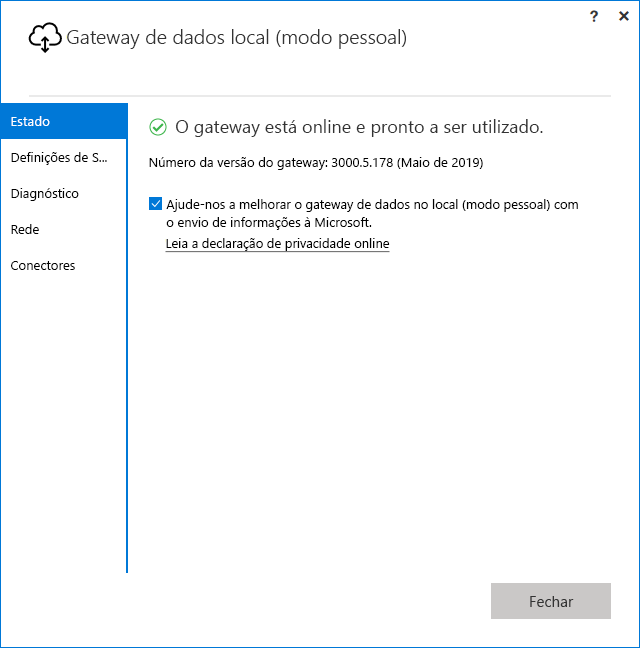 ?
Gateway de dados local (modo pessoal)
Estado
Definições de S...
Diagnóstico
Rede
Conectores
O gateway está online e pronto a ser utilizado.
Número da versão do gateway: 3000.5.178 (Maio de 2019)
Ajude-nos a melhorar o gateway de dados no local (modo pessoal) com
o envio de informações à Microsoft.
Leia a declaração de privacidade online
Fechar